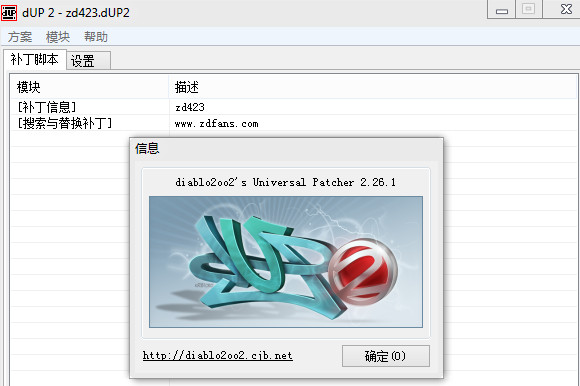 dUP 2 - zd423.dUP2
方案 模块 帮助
补丁脚本 设置
模块 描述
[补丁信息] zd423
[搜索与替换补丁] www.zdfans.com
信息
diablo2oo2's Universal Patcher 2.26.1
dUP2
http://diablo2oo2.cjb.net 确定(O)